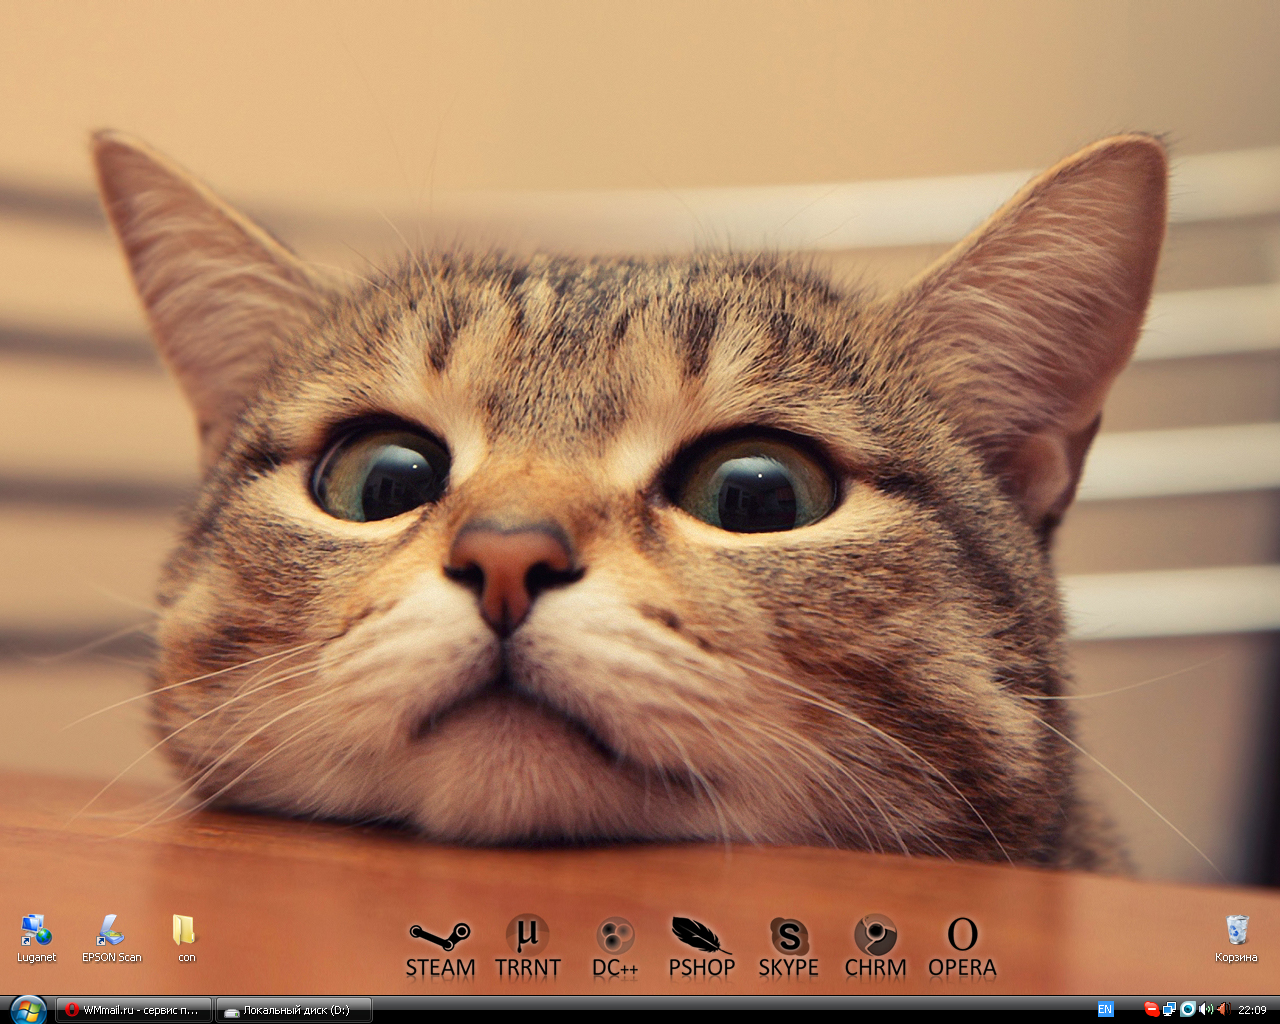 Luganet
EPSON Scan
con
STEAM
µ
TRRNT
DC++
PSHOP
S
SKYPE
CHRM
O
OPERA
Корзина
WMmail.ru - сервис п...
Локальный диск (D:)
EN
22:09